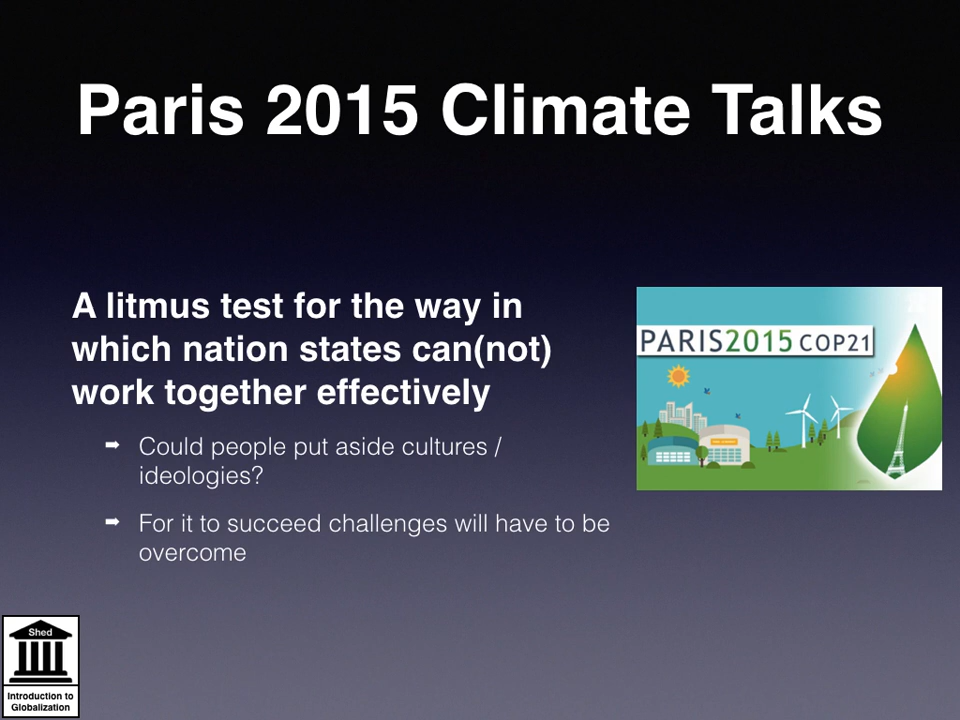 Paris 2015 Climate Talks
A litmus test for the way in
which nation states can(not)
work together effectively
PARIS2015 COP21
➡ Could people put aside cultures /
ideologies?
➡ For it to succeed challenges will have to be
overcome
Shed
Introduction to
Globalization